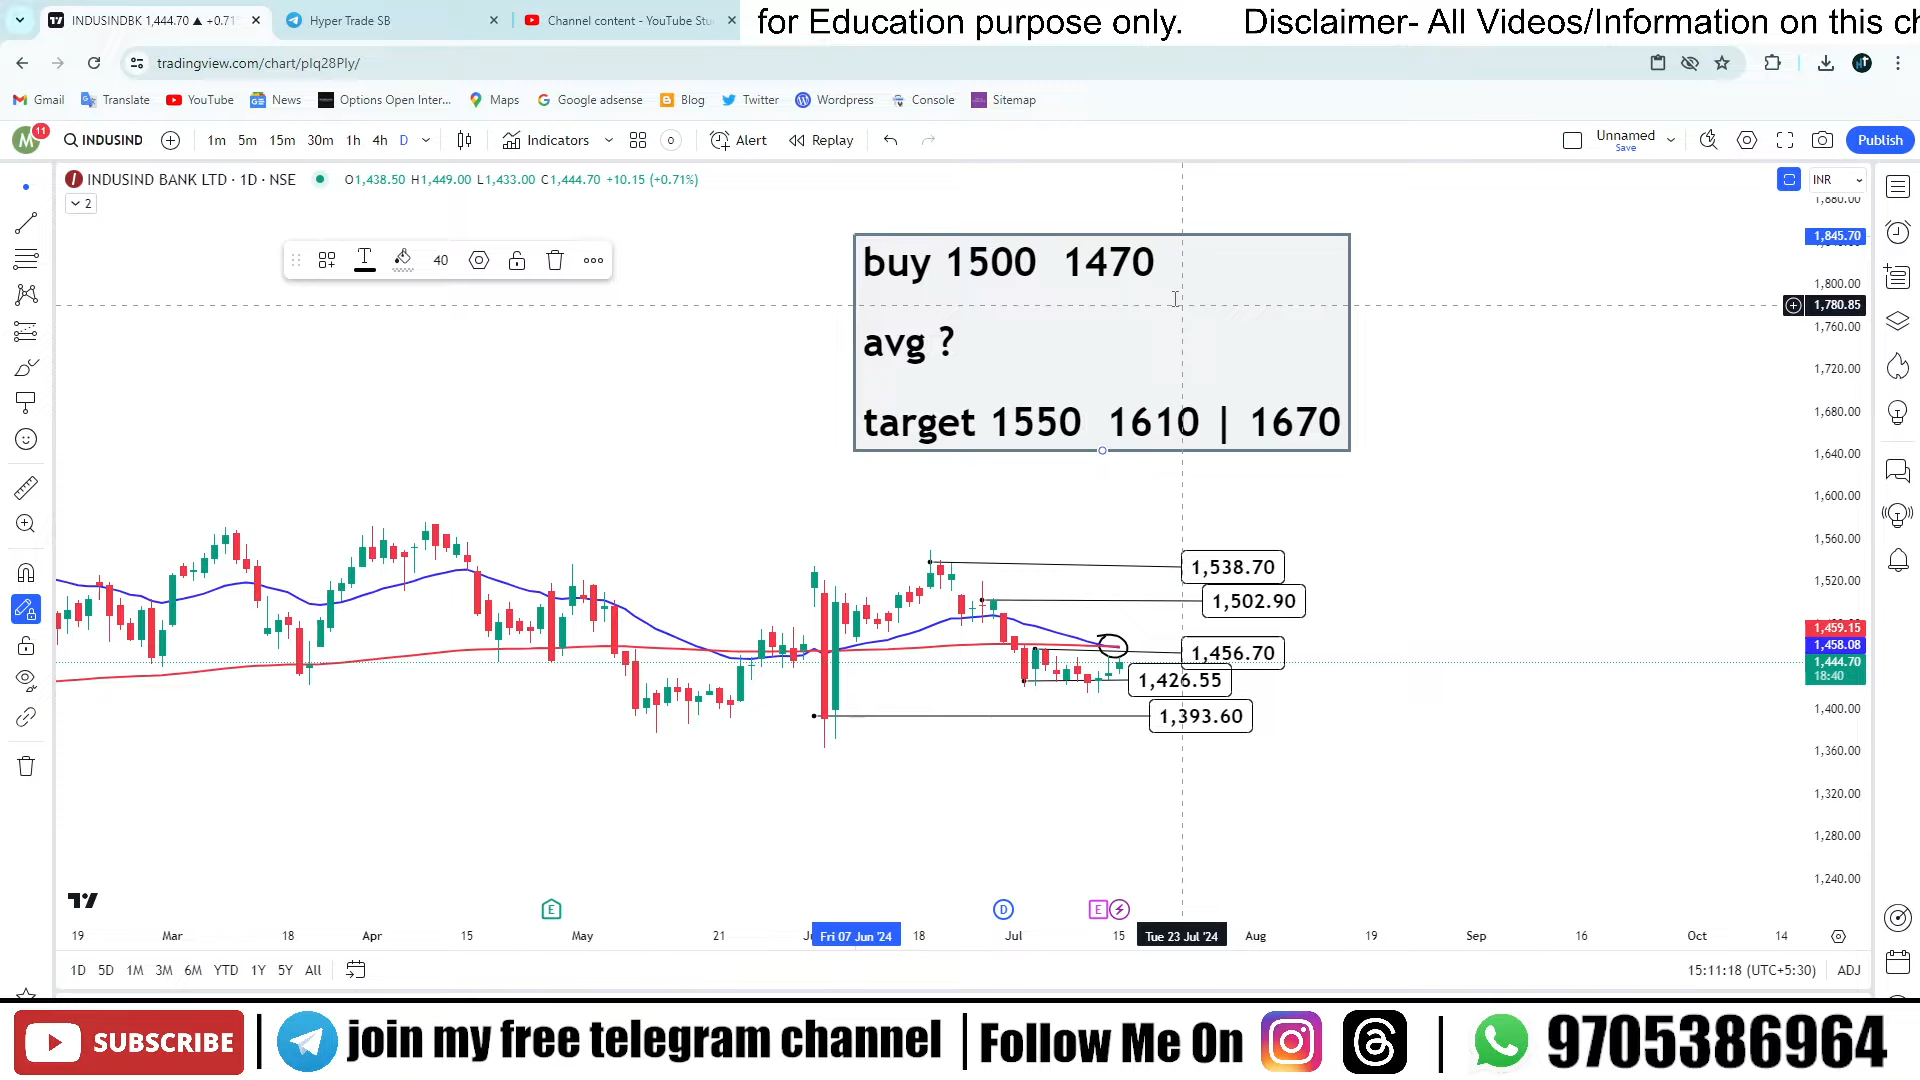 INDUSINDBK 1,444.70 ▲ +0.71
Hyper Trade SB
Channel content - YouTube Stu
for Education purpose only. Disclaimer- All Videos/Information on this ch
tradingview.com/chart/pIq28Ply/
Gmail Translate YouTube News Options Open Inter... Maps Google adsense Blog Twitter Wordpress Console Sitemap
M 11 INDUSIND 1m 5m 15m 30m 1h 4h D Indicators Alert Replay Unnamed Publish
Save
INDUSIND BANK LTD · 1D · NSE O1,438.50 H1,449.00 L1,433.00 C1,444.70 +10.15 (+0.71%) INR
2
1,880.00
1,845.70
buy 1500 1470
40
1,800.00
1,780.85
1,760.00
avg ?
1,720.00
1,680.00
target 1550 1610 | 1670
1,640.00
1,600.00
1,560.00
1,538.70
1,520.00
1,502.90
1,459.15
1,458.08
1,456.70
1,444.70
18:40
1,426.55
1,400.00
1,393.60
1,360.00
1,320.00
1,280.00
1,240.00
E D E
19 Mar 18 Apr 15 May 21 Fri 07 Jun '24 18 Jul 15 Tue 23 Jul '24 Aug 19 Sep 16 Oct 14
1D 5D 1M 3M 6M YTD 1Y 5Y All 15:11:18 (UTC+5:30) ADJ
SUBSCRIBE | join my free telegram channel | Follow Me On | 9705386964